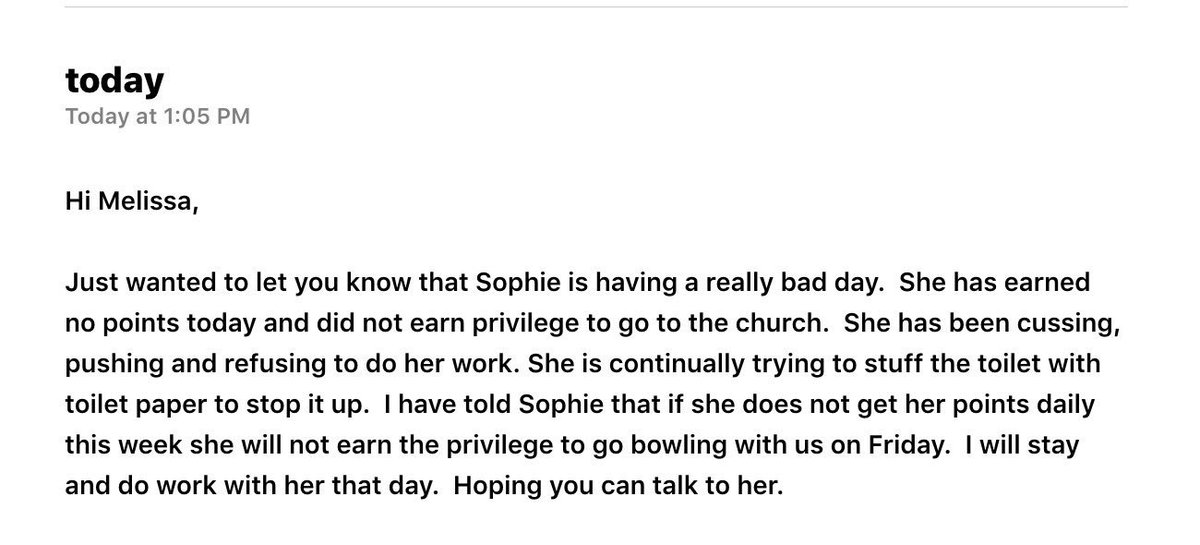 today
Today at 1:05 PM
Hi Melissa,
Just wanted to let you know that Sophie is having a really bad day.  She has earned
no points today and did not earn privilege to go to the church.  She has been cussing,
pushing and refusing to do her work. She is continually trying to stuff the toilet with
toilet paper to stop it up.  I have told Sophie that if she does not get her points daily
this week she will not earn the privilege to go bowling with us on Friday.  I will stay
and do work with her that day.  Hoping you can talk to her.